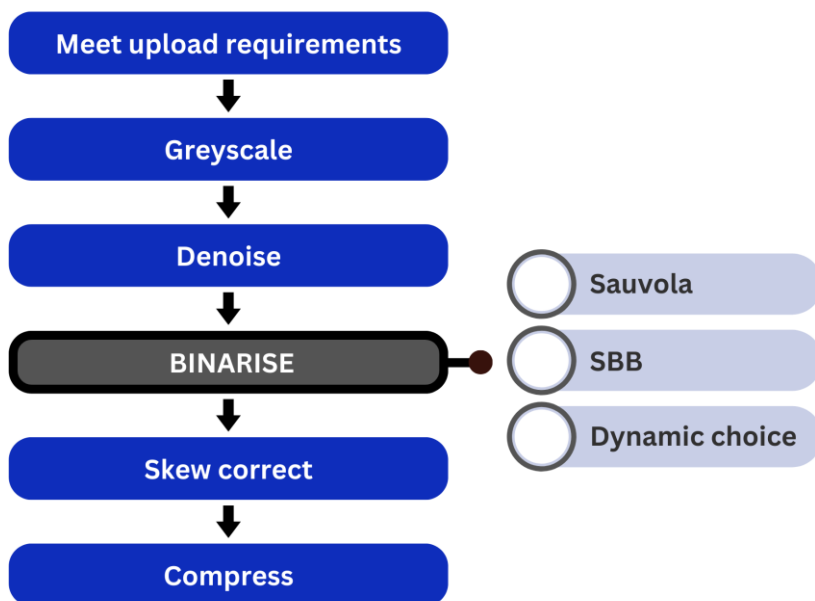 Meet upload requirements
Greyscale
Denoise
BINARISE
Skew correct
Compress
Sauvola
SBB
Dynamic choice